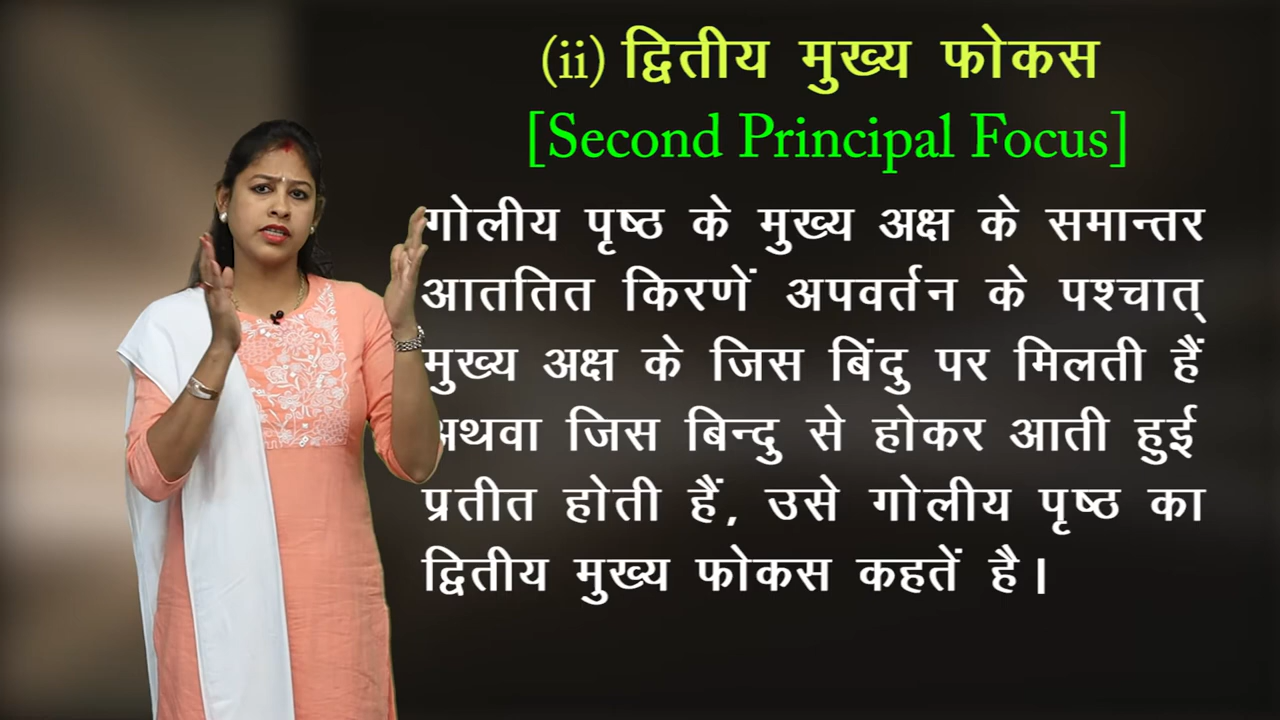 (ii) द्वितीय मुख्य फोकस
[Second Principal Focus]
गोलीय पृष्ठ के मुख्य अक्ष के समान्तर
आततित किरणें अपवर्तन के पश्चात्
मुख्य अक्ष के जिस बिंदु पर मिलती हैं
अथवा जिस बिन्दु से होकर आती हुई
प्रतीत होती हैं, उसे गोलीय पृष्ठ का
द्वितीय मुख्य फोकस कहतें है।